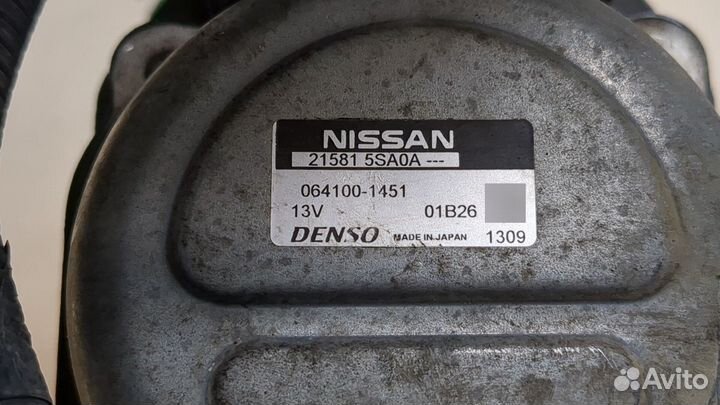 NISSAN
21581 5SA0A ---
064100-1451
13V 01B26
DENSO MADE IN JAPAN 1309
Avito